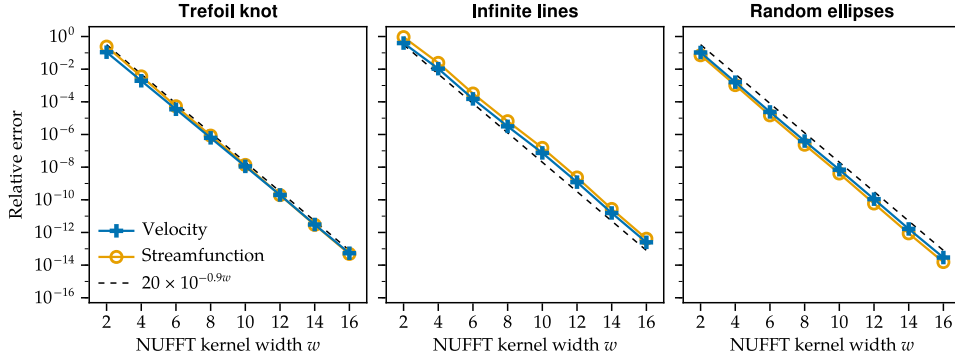 Trefoil knot
Infinite lines
Random ellipses
Relative error
10^0
10^−2
10^−4
10^−6
10^−8
10^−10
10^−12
10^−14
10^−16
Velocity
Streamfunction
20 × 10^−0.9w
2 4 6 8 10 12 14 16
2 4 6 8 10 12 14 16
2 4 6 8 10 12 14 16
NUFFT kernel width w
NUFFT kernel width w
NUFFT kernel width w